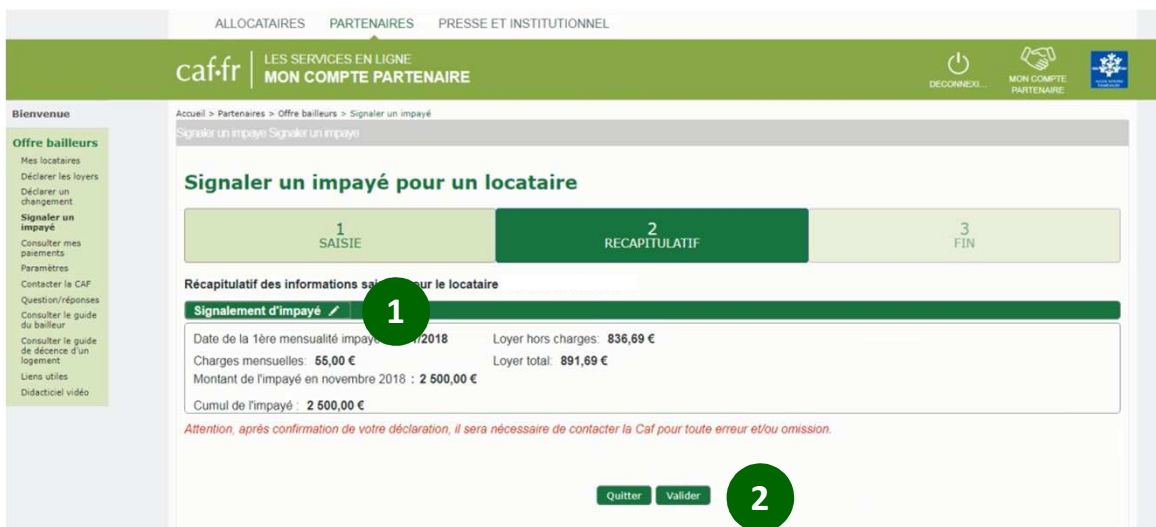 ALLOCATAIRES PARTENAIRES PRESSE ET INSTITUTIONNEL
caf.fr LES SERVICES EN LIGNE
MON COMPTE PARTENAIRE
DECONNEXI...
MON COMPTE
PARTENAIRE
Bienvenue
Accueil > Partenaires > Offre bailleurs > Signaler un impayé
Signaler un impaye Signaler un impaye
Offre bailleurs
Mes locataires
Déclarer les loyers
Déclarer un
changement
Signaler un
impayé
Consulter mes
paiements
Paramètres
Contacter la CAF
Question/réponses
Consulter le guide
du bailleur
Consulter le guide
de décence d'un
logement
Liens utiles
Didacticiel vidéo
Signaler un impayé pour un locataire
1
SAISIE
2
RECAPITULATIF
3
FIN
Récapitulatif des informations ur le locataire
Signalement d'impayé
1
Date de la 1ère mensualité /2018 Loyer hors charges: 836,69 €
Charges mensuelles: 55,00 € Loyer total: 891,69 €
Montant de l'impayé en novembre 2018 : 2 500,00 €
Cumul de l'impayé : 2 500,00 €
Attention, après confirmation de votre déclaration, il sera nécessaire de contacter la Caf pour toute erreur et/ou omission.
Quitter Valider
2